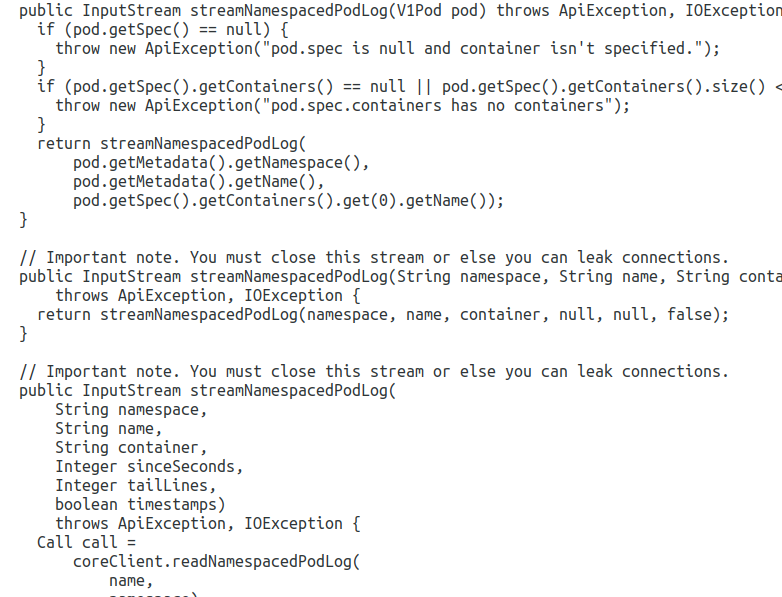 public InputStream streamNamespacedPodLog(V1Pod pod) throws ApiException, IOException
if (pod.getSpec() == null) {
throw new ApiException("pod.spec is null and container isn't specified.");
}
if (pod.getSpec().getContainers() == null || pod.getSpec().getContainers().size() <
throw new ApiException("pod.spec.containers has no containers");
}
return streamNamespacedPodLog(
pod.getMetadata().getNamespace(),
pod.getMetadata().getName(),
pod.getSpec().getContainers().get(0).getName());
}
// Important note. You must close this stream or else you can leak connections.
public InputStream streamNamespacedPodLog(String namespace, String name, String conta
throws ApiException, IOException {
return streamNamespacedPodLog(namespace, name, container, null, null, false);
}
// Important note. You must close this stream or else you can leak connections.
public InputStream streamNamespacedPodLog(
String namespace,
String name,
String container,
Integer sinceSeconds,
Integer tailLines,
boolean timestamps)
throws ApiException, IOException {
Call call =
coreClient.readNamespacedPodLog(
name,